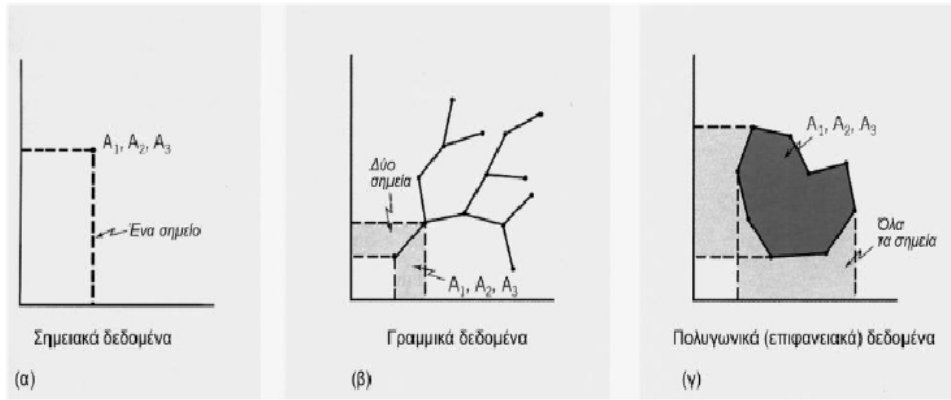 A₁, A₂, A₃
Ένα σημείο
Σημειακά δεδομένα
(α)
Δύο
σημεία
A₁, A₂, A₃
Γραμμικά δεδομένα
(β)
A₁, A₂, A₃
Όλα
τα σημεία
Πολυγωνικά (επιφανειακά) δεδομένα
(γ)